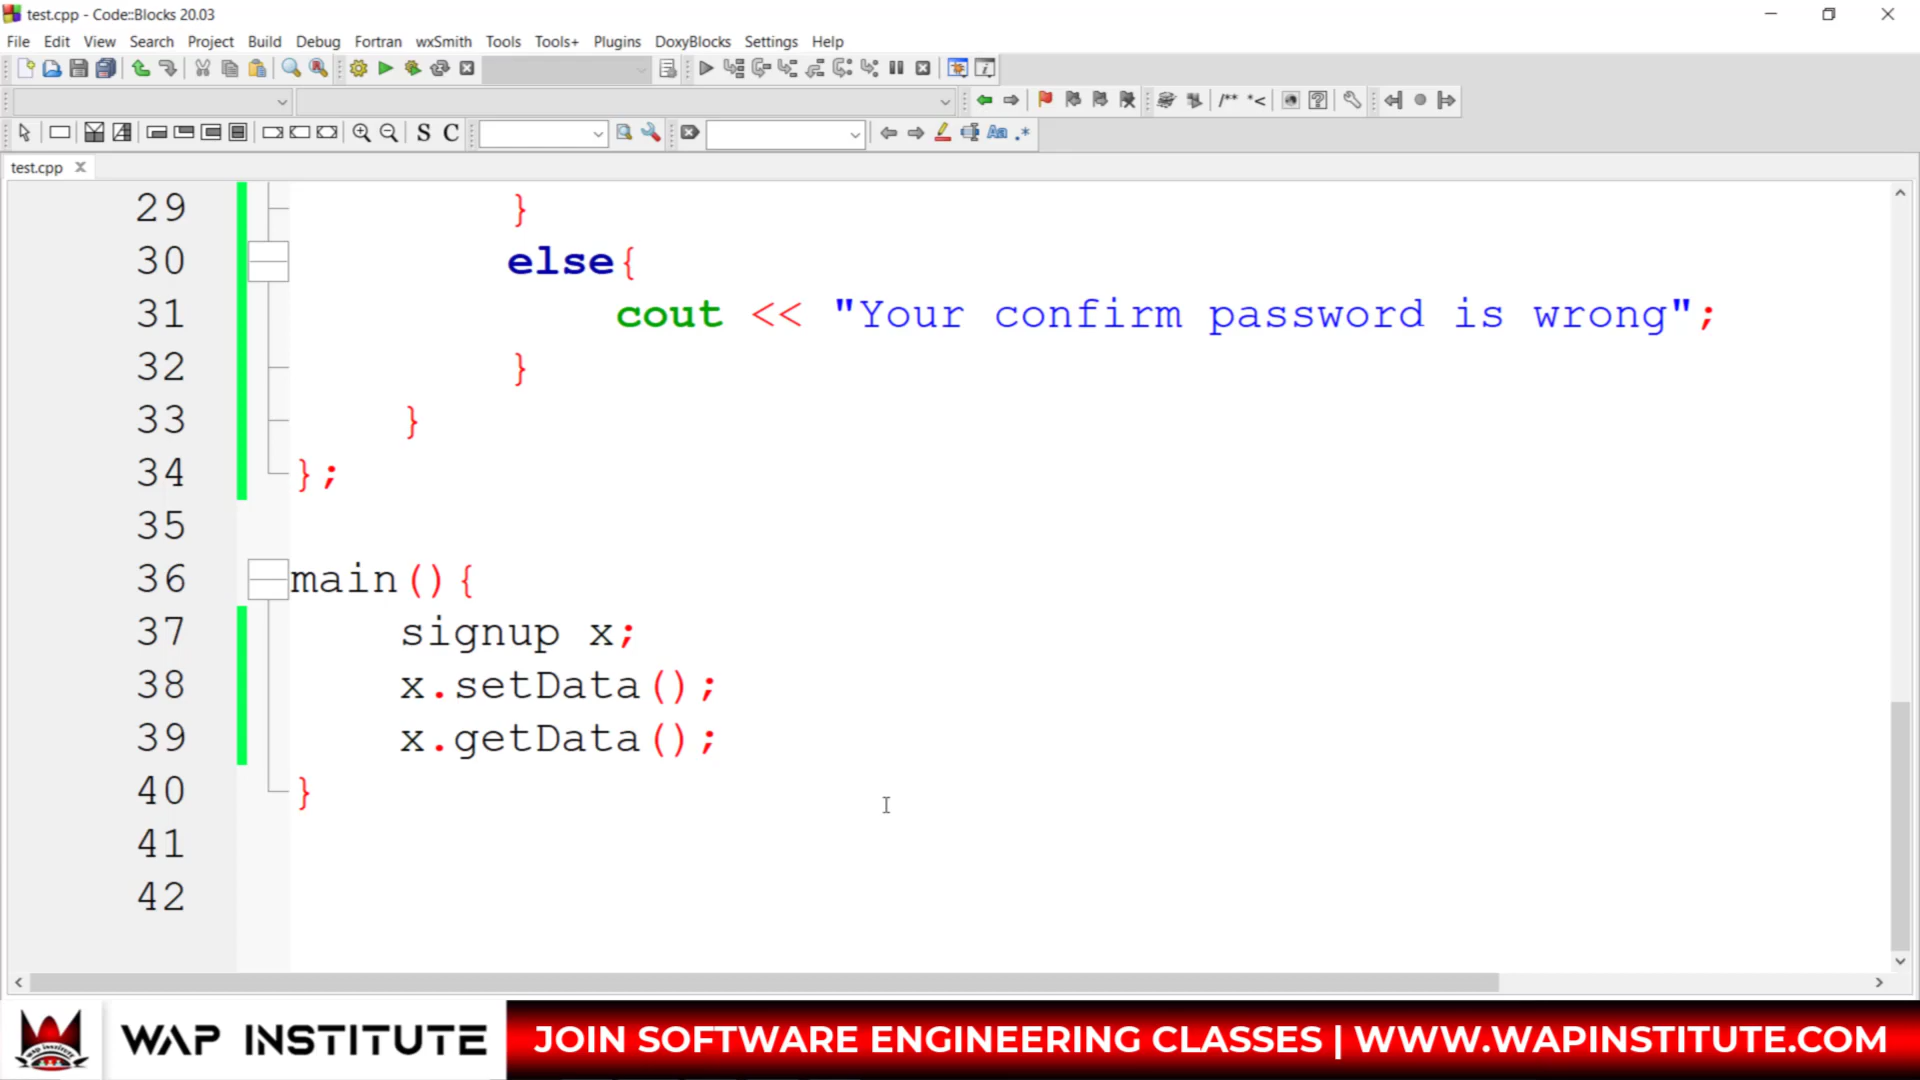 test.cpp - Code::Blocks 20.03
File Edit View Search Project Build Debug Fortran wxSmith Tools Tools+ Plugins DoxyBlocks Settings Help
/** *<
S C Aa .*
test.cpp
29 }
30 else{
31 cout << "Your confirm password is wrong";
32 }
33 }
34 };
35
36 main(){
37 signup x;
38 x.setData();
39 x.getData();
40 }
41
42
WAP INSTITUTE JOIN SOFTWARE ENGINEERING CLASSES | WWW.WAPINSTITUTE.COM